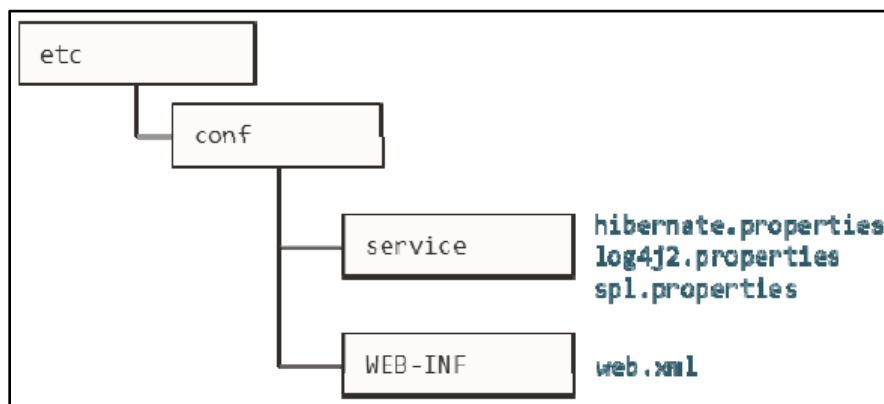 etc
conf
service
hibernate.properties
log4j2.properties
spl.properties
WEB-INF
web.xml